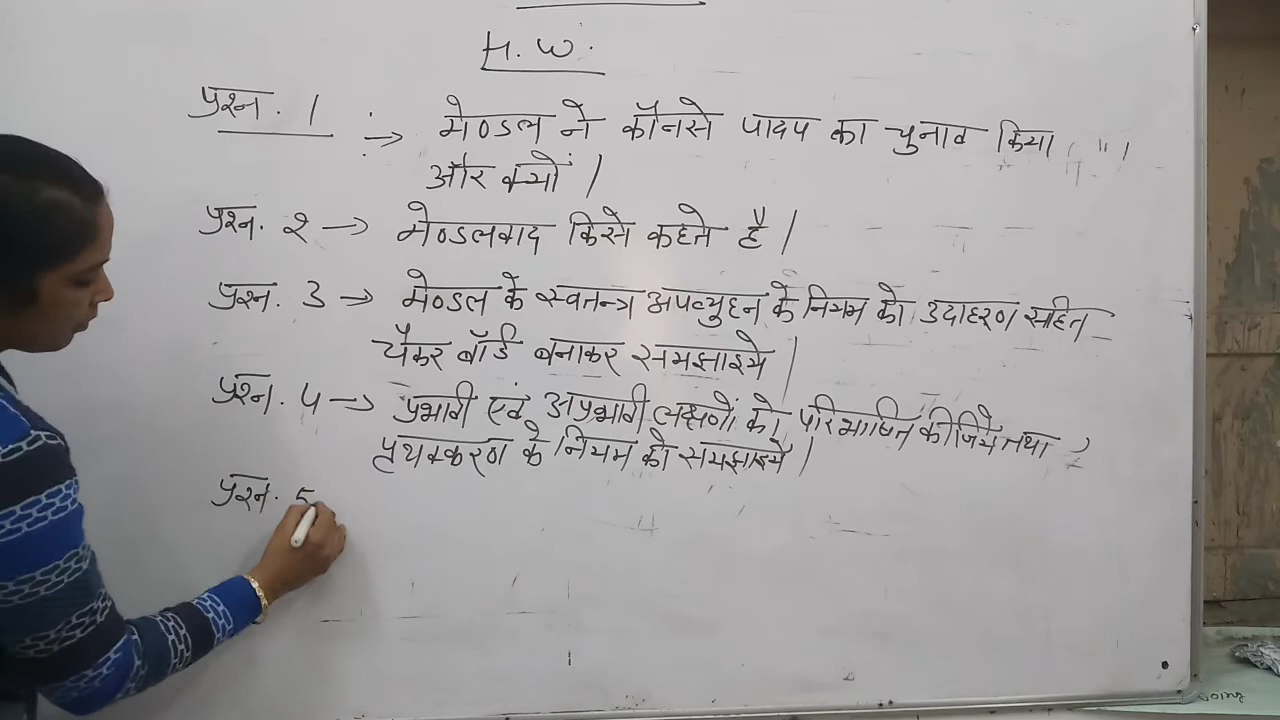 H. W.
प्रश्न. 1 :→ मेण्डल ने कौनसे पादप का चुनाव किया
और क्यों ।
प्रश्न. २ → मेण्डलवाद किसे कहते है ।
प्रश्न. 3 → मेण्डल के स्वतन्त्र अपव्युहन के नियम को उदाहरण सहित
चैकर बॉर्ड बनाकर समझाइये ।
प्रश्न. 4 → प्रभावी एवं अप्रभावी लक्षणों को परिभाषित कीजिये तथा
पृथक्करण के नियम को समझाइये ।
प्रश्न. 5